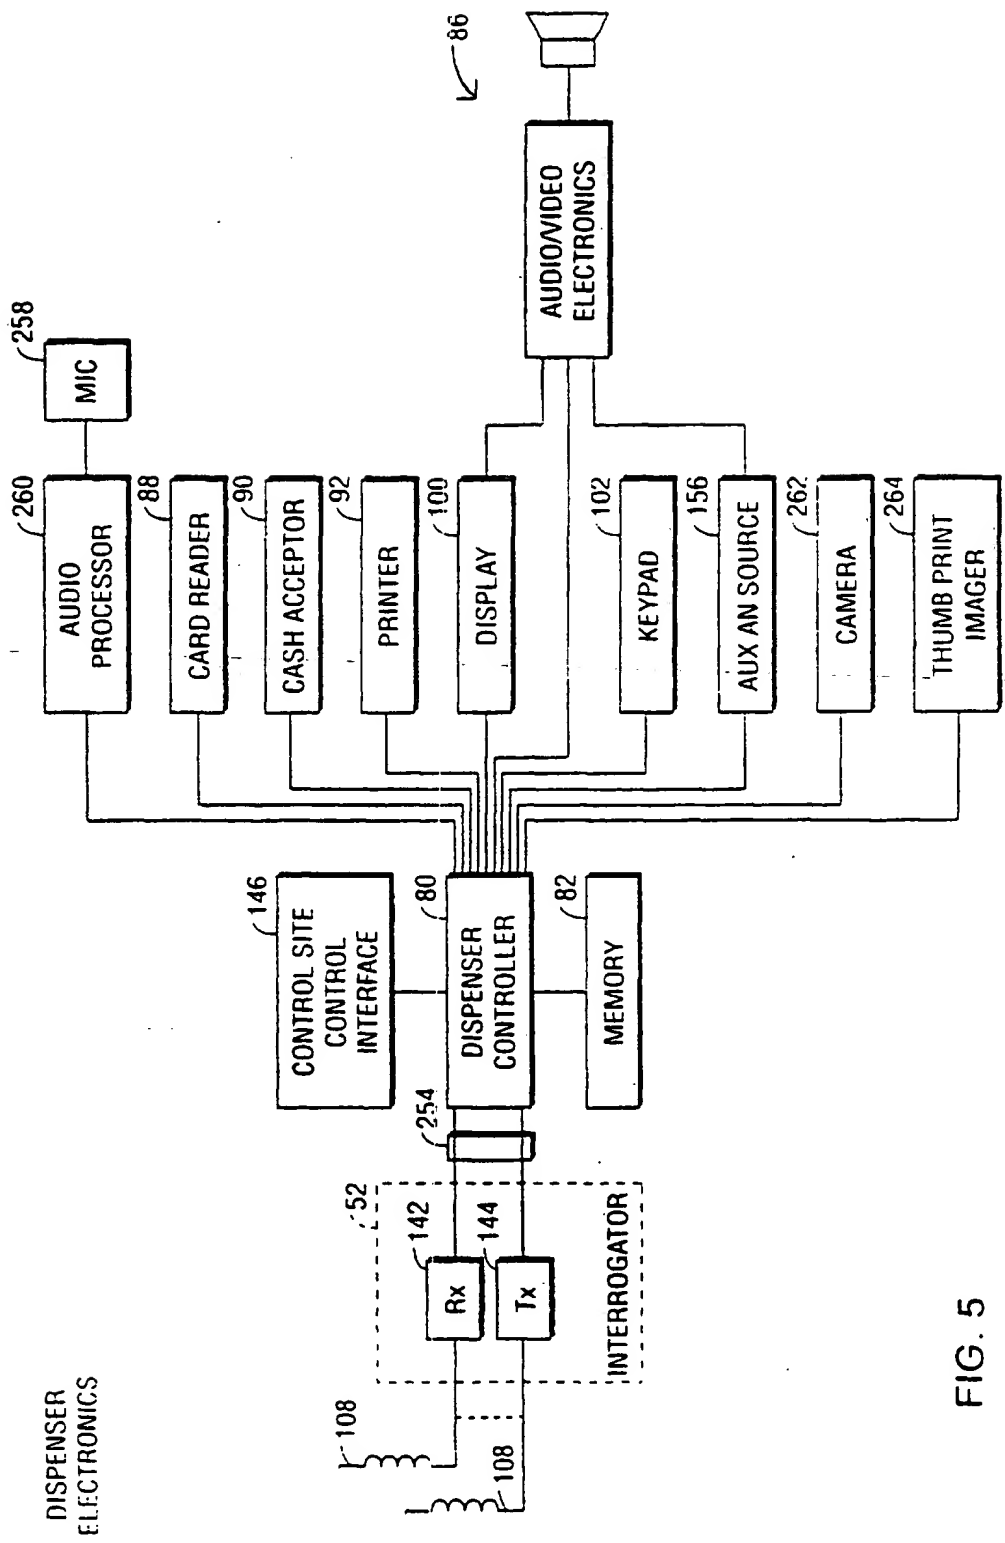 DISPENSER
ELECTRONICS
108
108
52
142
Rx
144
Tx
INTERROGATOR
254
146
CONTROL SITE
CONTROL
INTERFACE
80
DISPENSER
CONTROLLER
82
MEMORY
260
AUDIO
PROCESSOR
258
MIC
88
CARD READER
90
CASH ACCEPTOR
92
PRINTER
100
DISPLAY
102
KEYPAD
156
AUX AN SOURCE
262
CAMERA
264
THUMB PRINT
IMAGER
AUDIO/VIDEO
ELECTRONICS
86
FIG. 5